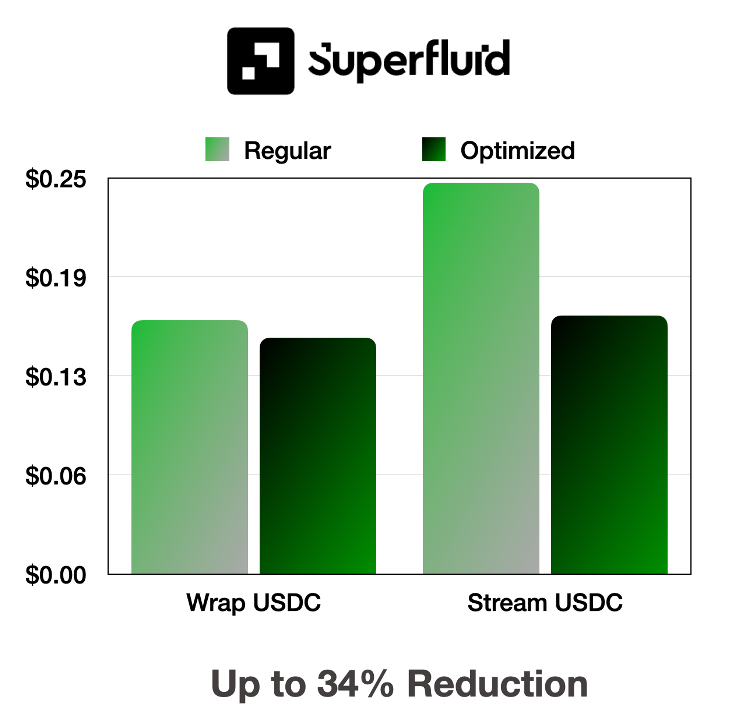 Superfluid
Regular Optimized
$0.25
$0.19
$0.13
$0.06
$0.00
Wrap USDC Stream USDC
Up to 34% Reduction